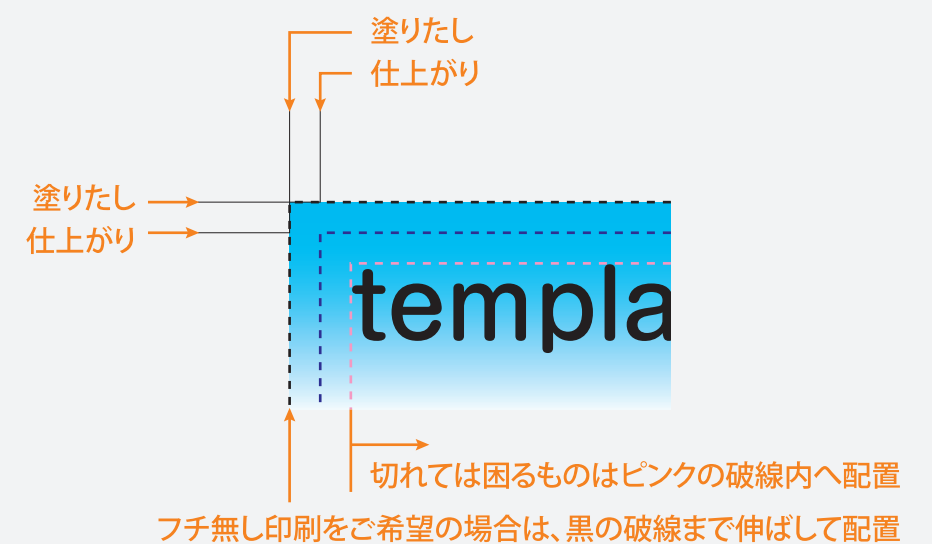 塗りたし
仕上がり
塗りたし
仕上がり
templa
切れては困るものはピンクの破線内へ配置
フチ無し印刷をご希望の場合は、黒の破線まで伸ばして配置